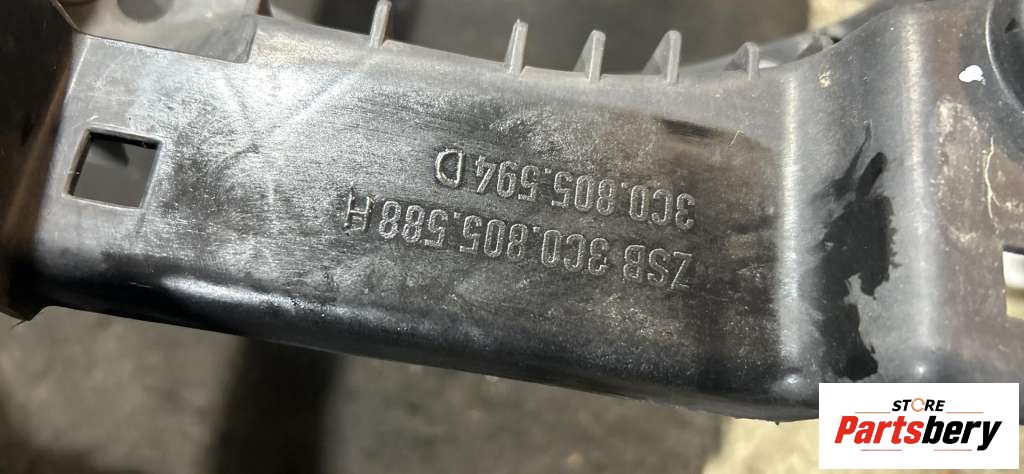 ZSB 3C0.805.588 A
3C0.805.594 D
STORE
Partsbery